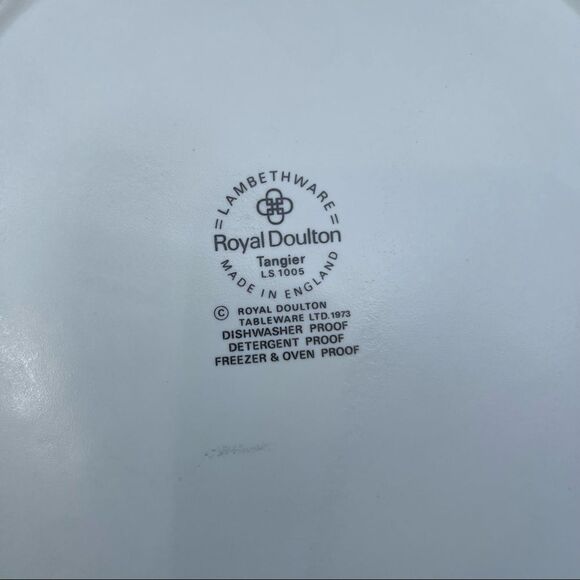 =LAMBETHWARE=
Royal Doulton
Tangier
L.S.1005
MADE IN ENGLAND
© ROYAL DOULTON
TABLEWARE LTD.1973
DISHWASHER PROOF
DETERGENT PROOF
FREEZER & OVEN PROOF